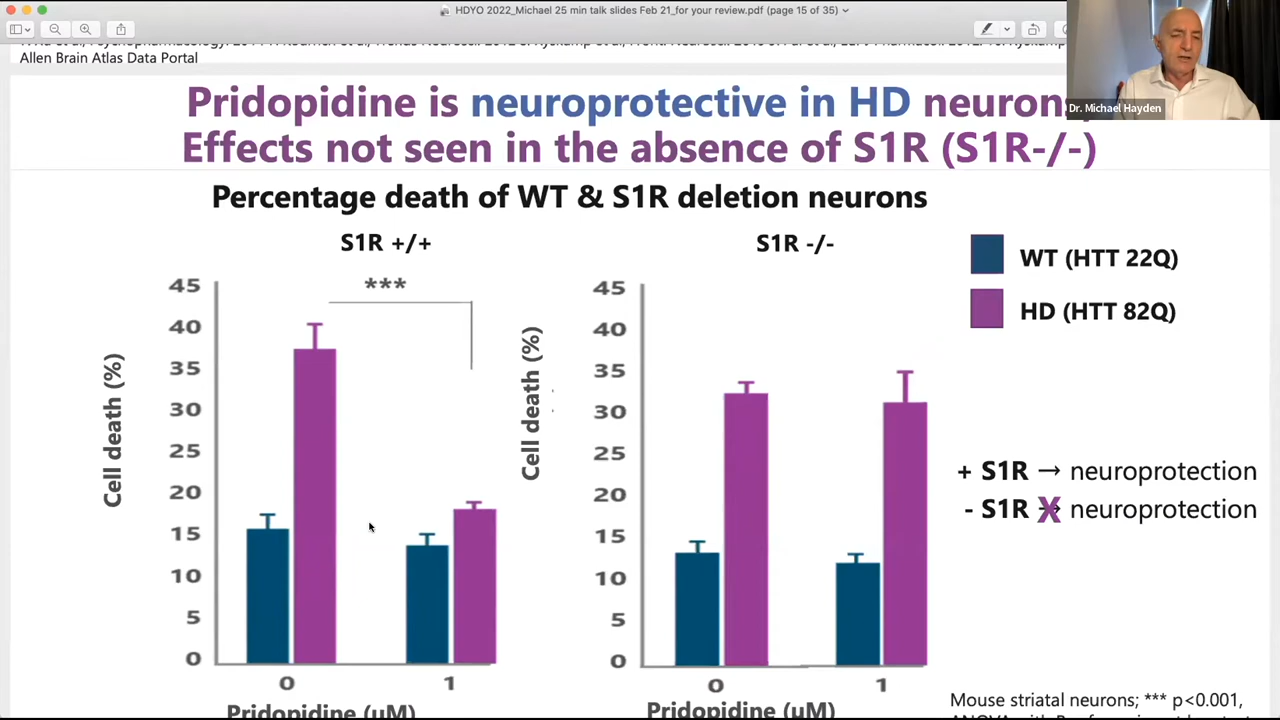 HDYO 2022_Michael 25 min talk slides Feb 21_for your review.pdf (page 15 of 35)
Allen Brain Atlas Data Portal
Dr. Michael Hayden
Pridopidine is neuroprotective in HD
Effects not seen in the absence of S1R (S1R-/-)
Percentage death of WT & S1R deletion neurons
S1R +/+
***
45
40
35
30
25
20
15
10
5
0
Cell death (%)
0 1
Pridopidine (uM)
S1R -/-
45
40
35
30
25
20
15
10
5
0
Cell death (%)
0 1
Pridopidine (uM)
WT (HTT 22Q)
HD (HTT 82Q)
+ S1R → neuroprotection
- S1R X neuroprotection
Mouse striatal neurons; *** p<0.001,